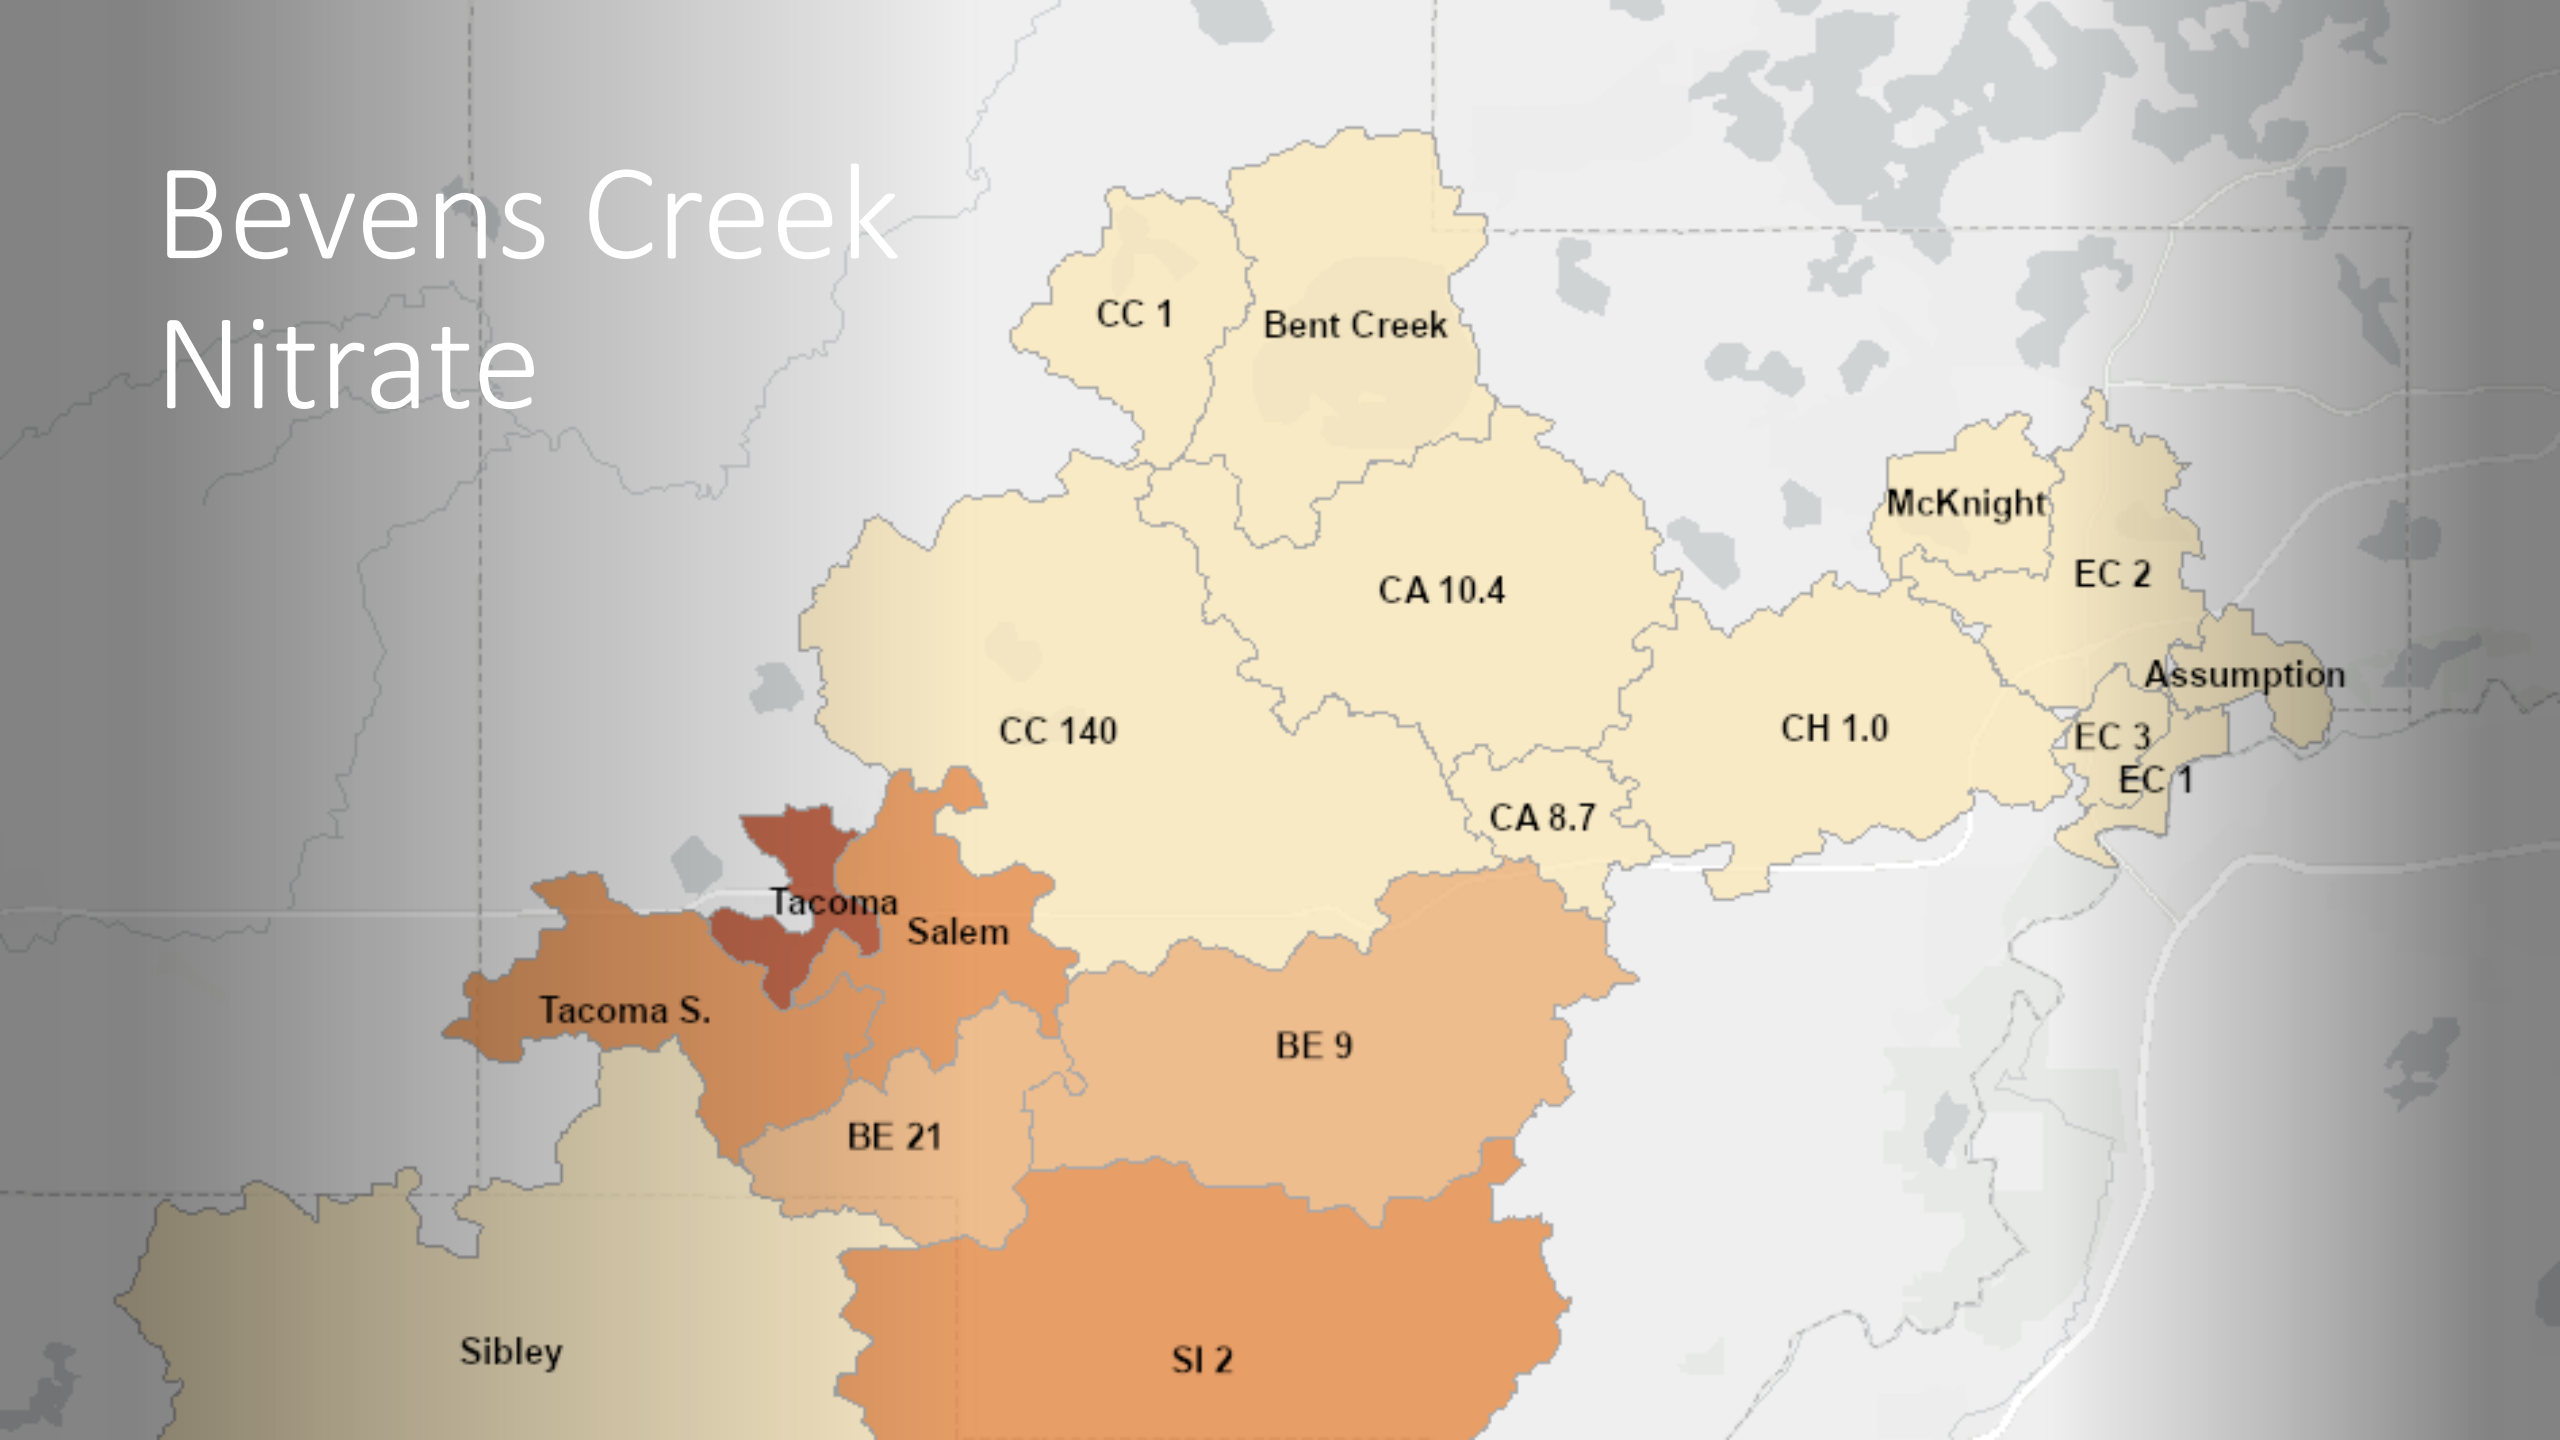 Bevens Creek
Nitrate
CC 1
Bent Creek
McKnight
EC 2
CA 10.4
Assumption
CC 140
CH 1.0
EC 3
EC 1
CA 8.7
Tacoma
Salem
Tacoma S.
BE 9
BE 21
Sibley
SI 2